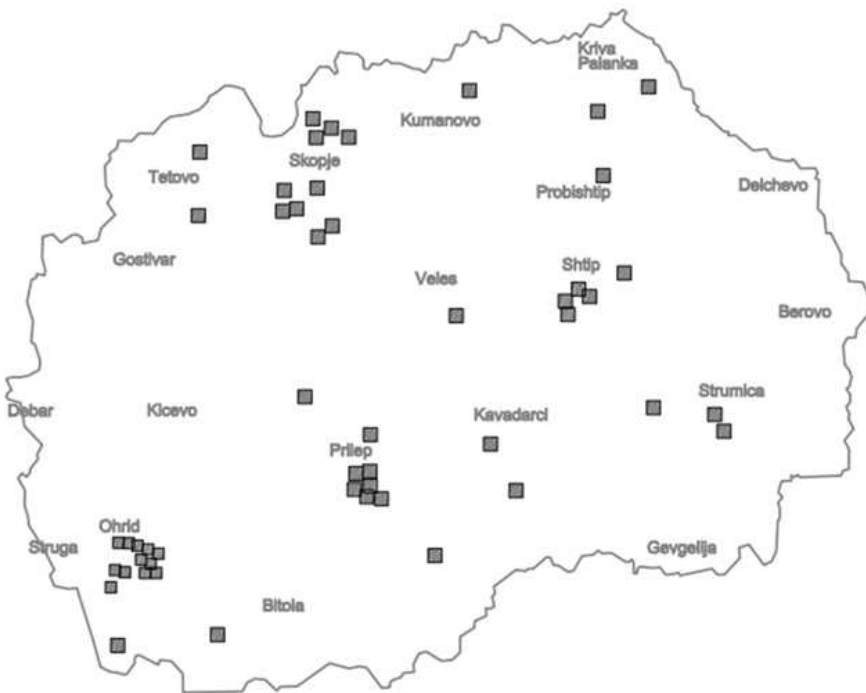 Kriva
Palanka
Kumanovo
Skopje
Tetovo
Delchevo
Probishtip
Gostivar
Shtip
Veles
Berovo
Strumica
Debar
Kicevo
Kavadarci
Prilep
Ohrid
Struga
Gevgelija
Bitola